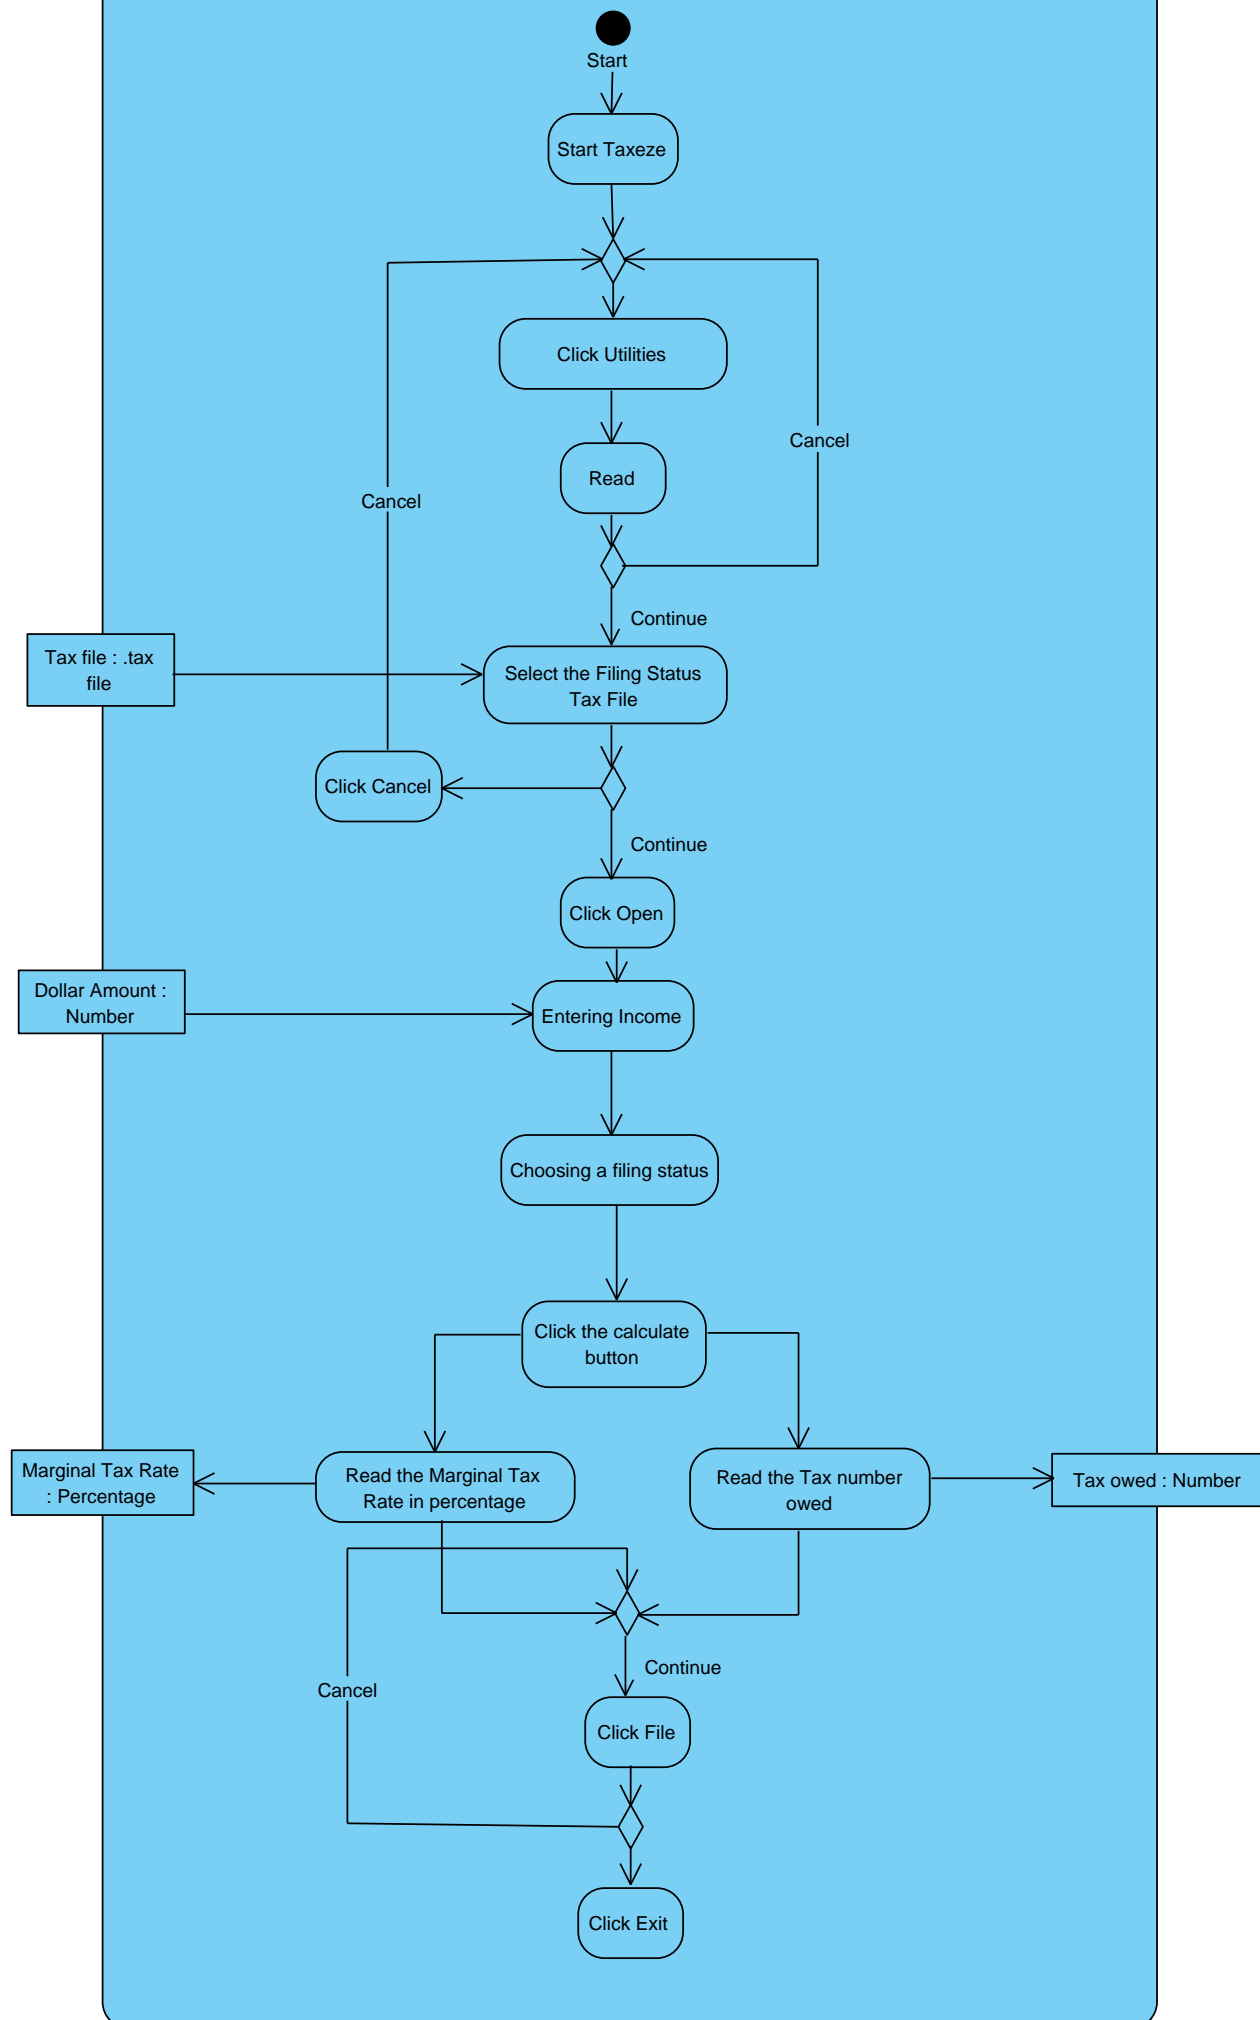 Start
Start Taxeze
Click Utilities
Cancel
Read
Cancel
Continue
Tax file : .tax
file
Select the Filing Status
Tax File
Click Cancel
Continue
Click Open
Dollar Amount :
Number
Entering Income
Choosing a filing status
Click the calculate
button
Marginal Tax Rate
: Percentage
Read the Marginal Tax
Rate in percentage
Read the Tax number
owed
Tax owed : Number
Continue
Cancel
Click File
Click Exit